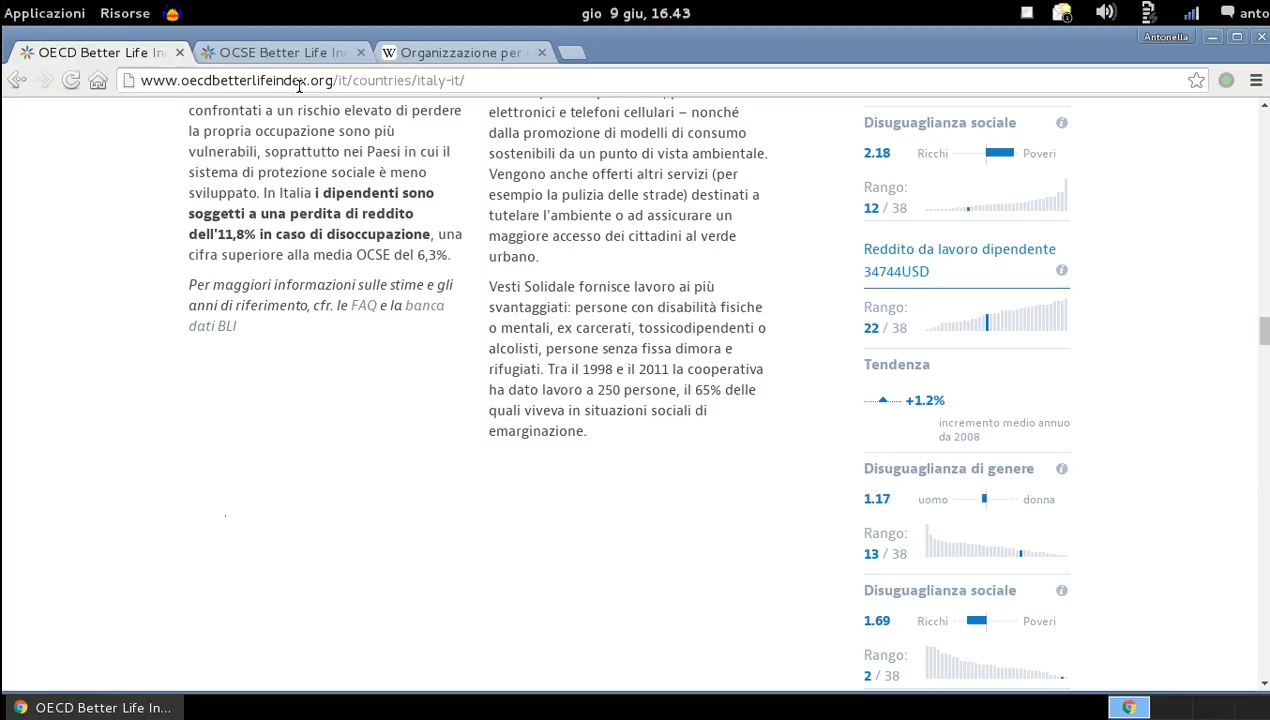 Applicazioni Risorse gio 9 giu, 16.43 anto
OECD Better Life In OCSE Better Life In Organizzazione per Antonella
www.oecdbetterlifeindex.org/it/countries/italy-it/
confrontati a un rischio elevato di perdere
la propria occupazione sono più
vulnerabili, soprattutto nei Paesi in cui il
sistema di protezione sociale è meno
sviluppato. In Italia i dipendenti sono
soggetti a una perdita di reddito
dell'11,8% in caso di disoccupazione, una
cifra superiore alla media OCSE del 6,3%.
Per maggiori informazioni sulle stime e gli
anni di riferimento, cfr. le FAQ e la banca
dati BLI
elettronici e telefoni cellulari – nonché
dalla promozione di modelli di consumo
sostenibili da un punto di vista ambientale.
Vengono anche offerti altri servizi (per
esempio la pulizia delle strade) destinati a
tutelare l'ambiente o ad assicurare un
maggiore accesso dei cittadini al verde
urbano.
Vesti Solidale fornisce lavoro ai più
svantaggiati: persone con disabilità fisiche
o mentali, ex carcerati, tossicodipendenti o
alcolisti, persone senza fissa dimora e
rifugiati. Tra il 1998 e il 2011 la cooperativa
ha dato lavoro a 250 persone, il 65% delle
quali viveva in situazioni sociali di
emarginazione.
Disuguaglianza sociale
2.18 Ricchi Poveri
Rango:
12 / 38
Reddito da lavoro dipendente
34744USD
Rango:
22 / 38
Tendenza
+1.2%
incremento medio annuo
da 2008
Disuguaglianza di genere
1.17 uomo donna
Rango:
13 / 38
Disuguaglianza sociale
1.69 Ricchi Poveri
Rango:
2 / 38
OECD Better Life In...